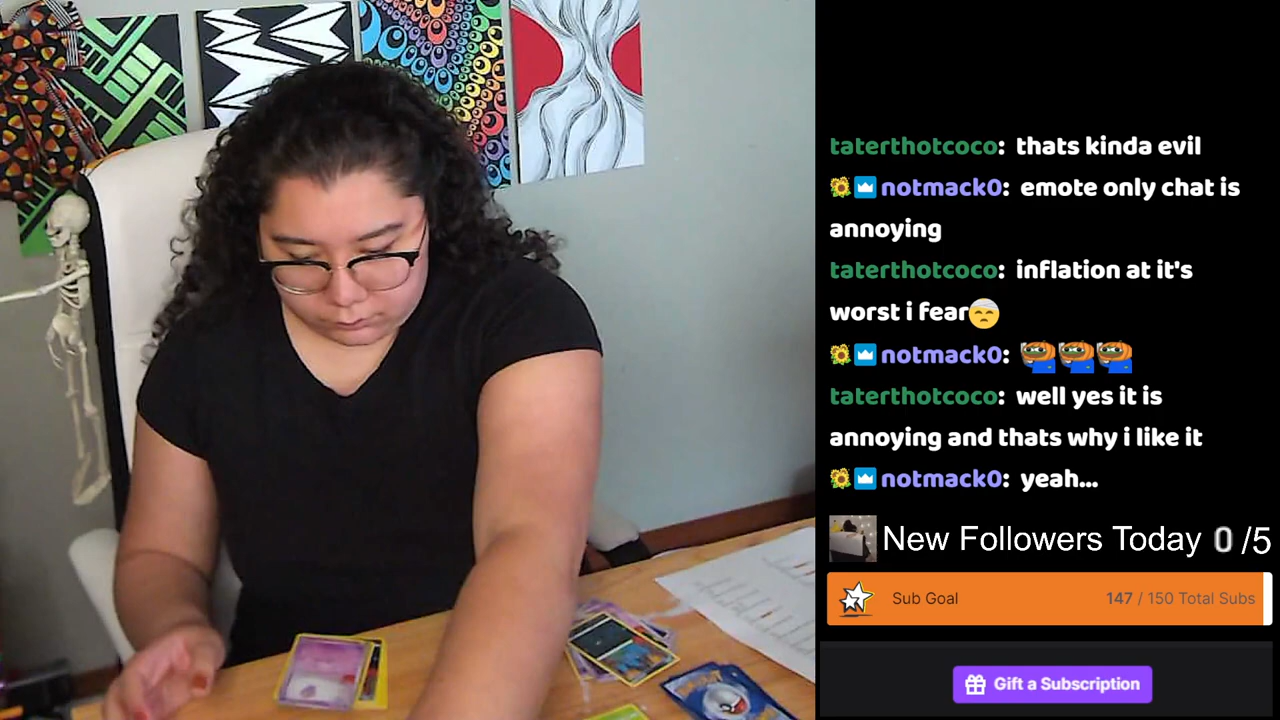 taterthotcoco: thats kinda evil
notmack0: emote only chat is
annoying
taterthotcoco: inflation at it's
worst i fear
notmack0:
taterthotcoco: well yes it is
annoying and thats why i like it
notmack0: yeah...
New Followers Today 0 /5
Sub Goal 147 / 150 Total Subs
Gift a Subscription